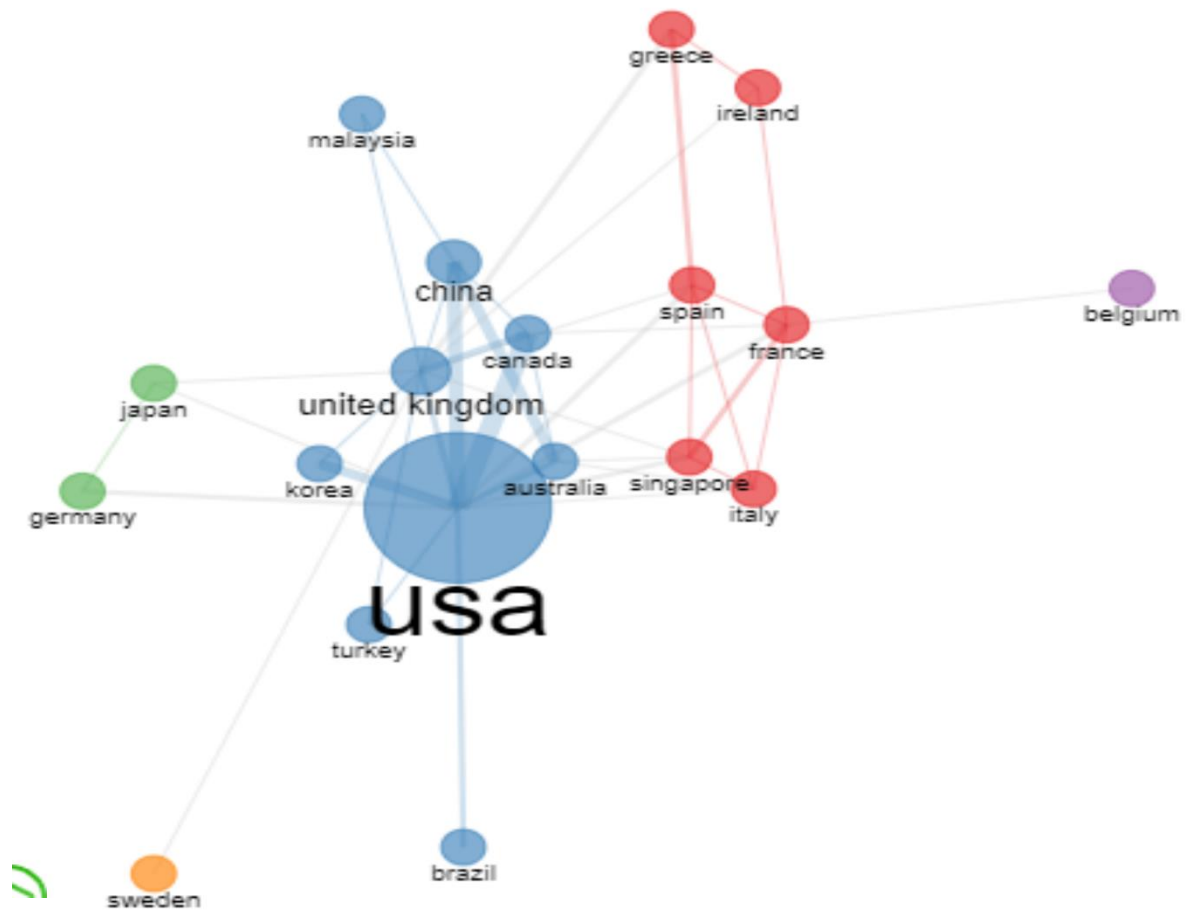 greece
ireland
malaysia
china
spain
belgium
canada
france
united kingdom
japan
korea
australia
singapore
italy
germany
usa
turkey
brazil
sweden